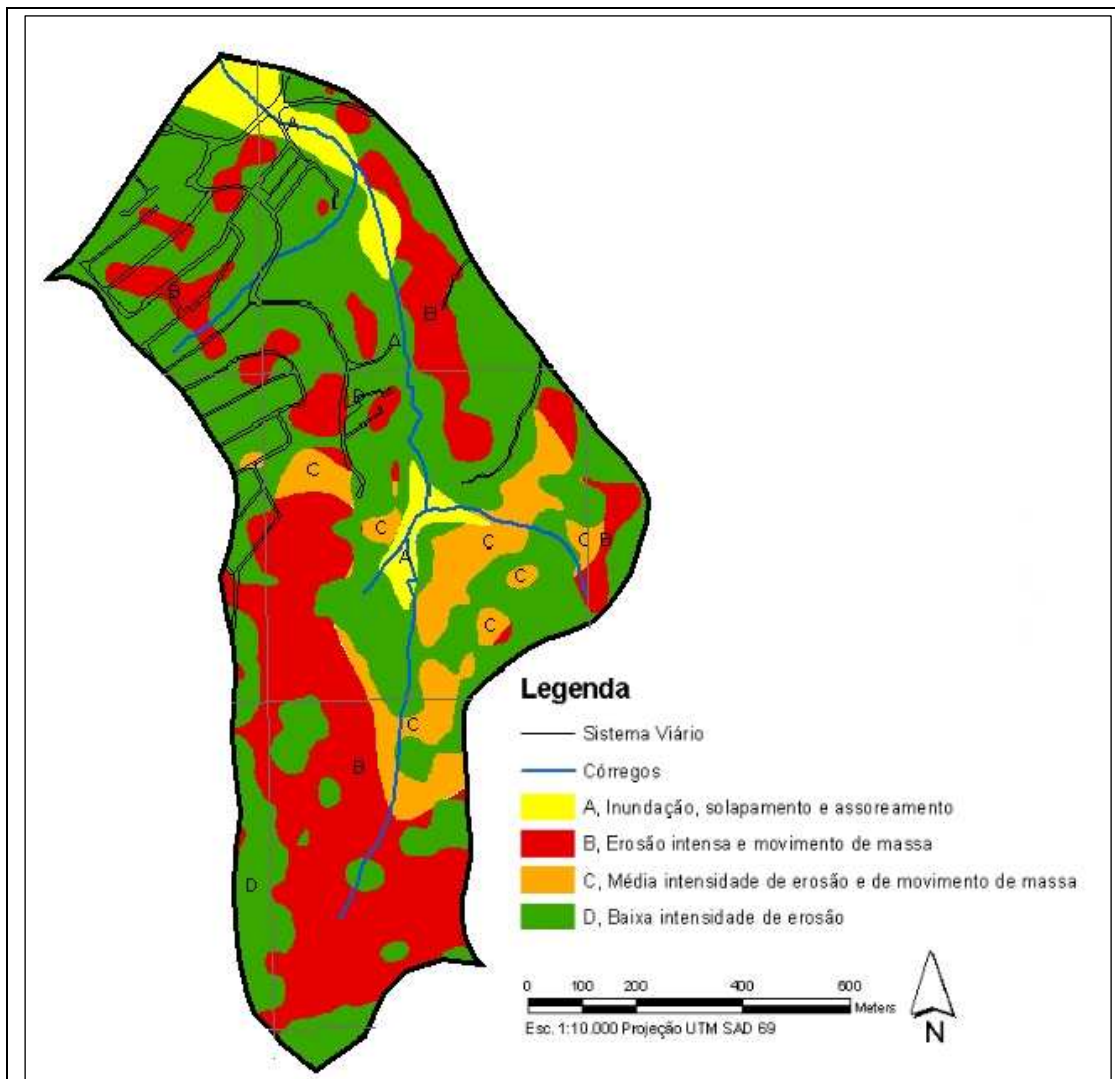 A
B
B
A
D
C
C
C
C
B
A
C
C
C
B
D
Legenda
Sistema Viário
Córregos
A, Inundação, solapamento e assoreamento
B, Erosão intensa e movimento de massa
C, Média intensidade de erosão e de movimento de massa
D, Baixa intensidade de erosão
0 100 200 400 600
Meters
Esc. 1:10.000 Projeção UTM SAD 69
N